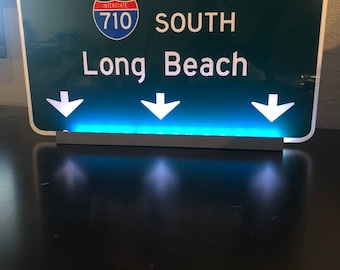 INTERSTATE
710 SOUTH
Long Beach